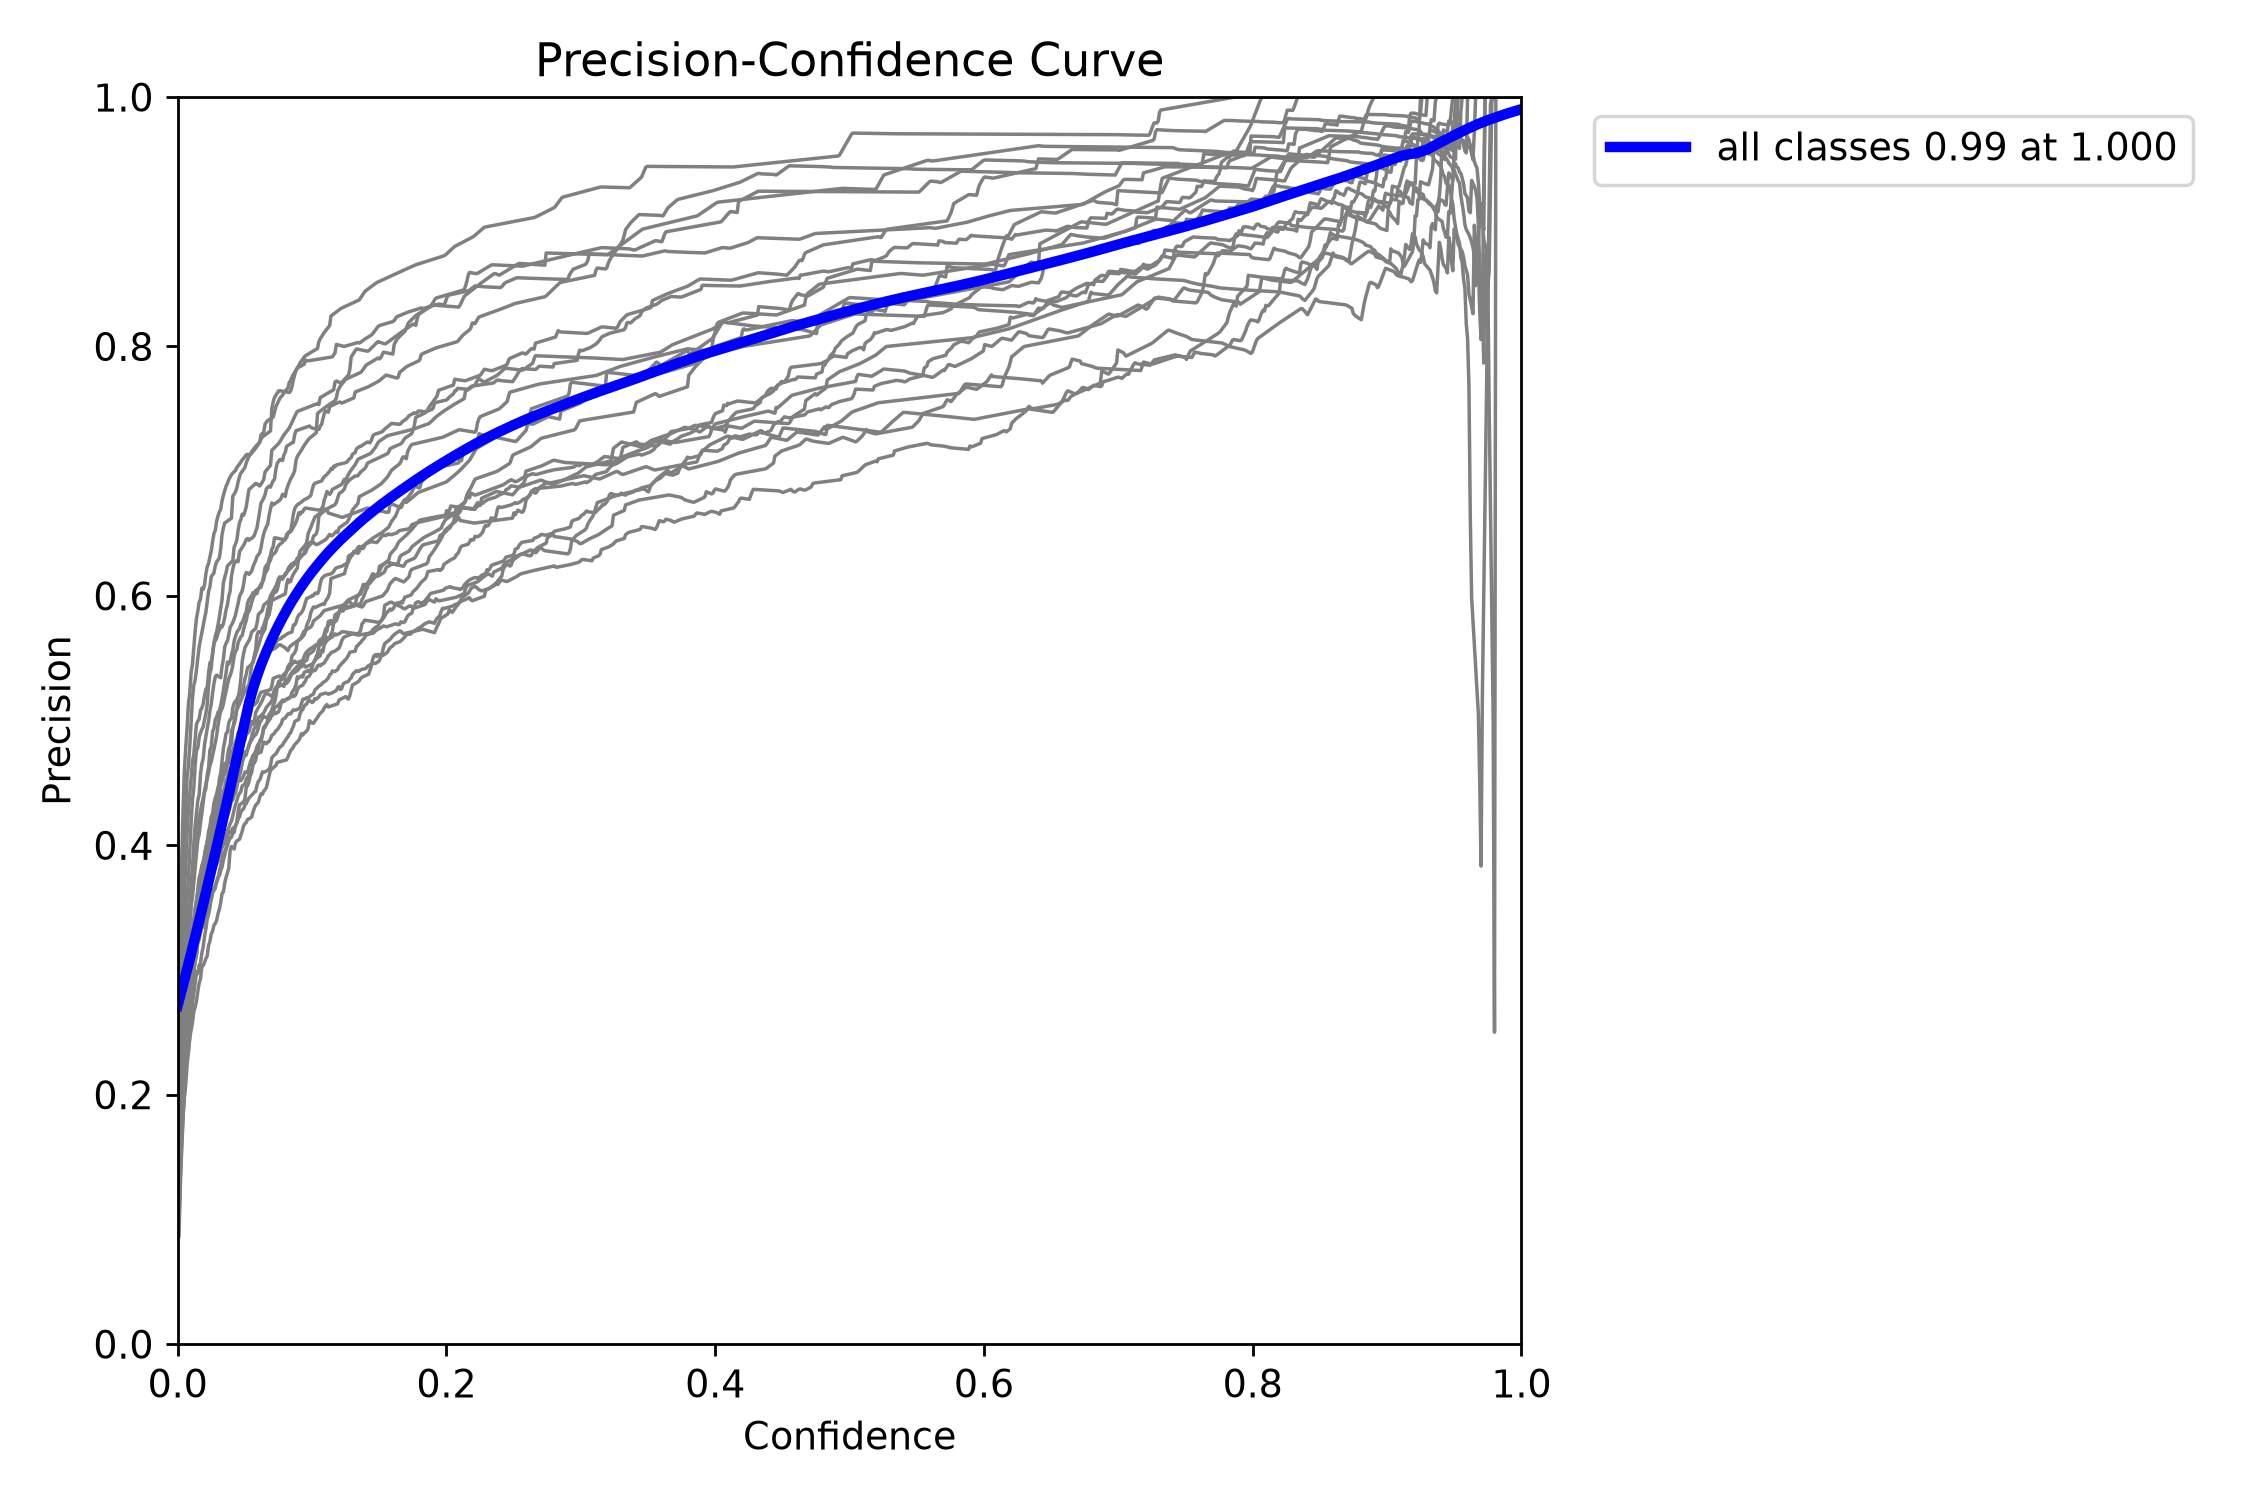 Precision-Confidence Curve
all classes 0.99 at 1.000
1.0
0.8
0.6
0.4
0.2
0.0
Precision
0.0 0.2 0.4 0.6 0.8 1.0
Confidence